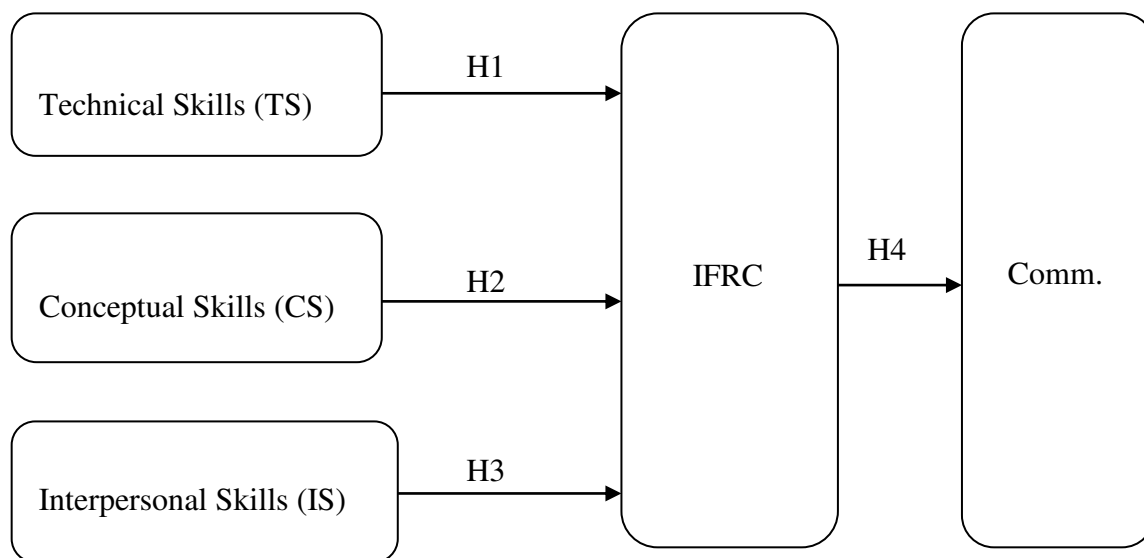 H1
Technical Skills (TS)
H2
Conceptual Skills (CS)
H3
Interpersonal Skills (IS)
IFRC
H4
Comm.